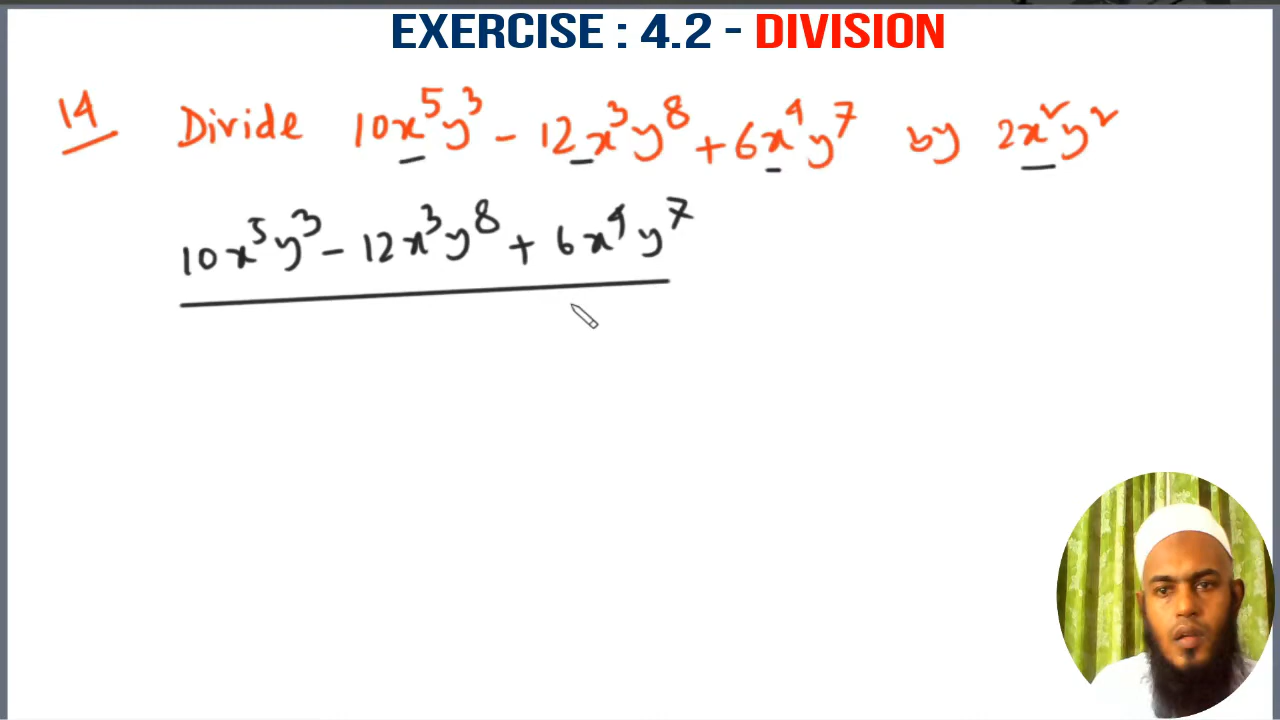 EXERCISE : 4.2 - DIVISION
14 Divide 10x⁵y³ - 12x³y⁸ + 6x⁴y⁷ by 2x²y²
10x⁵y³ - 12x³y⁸ + 6x⁴y⁷